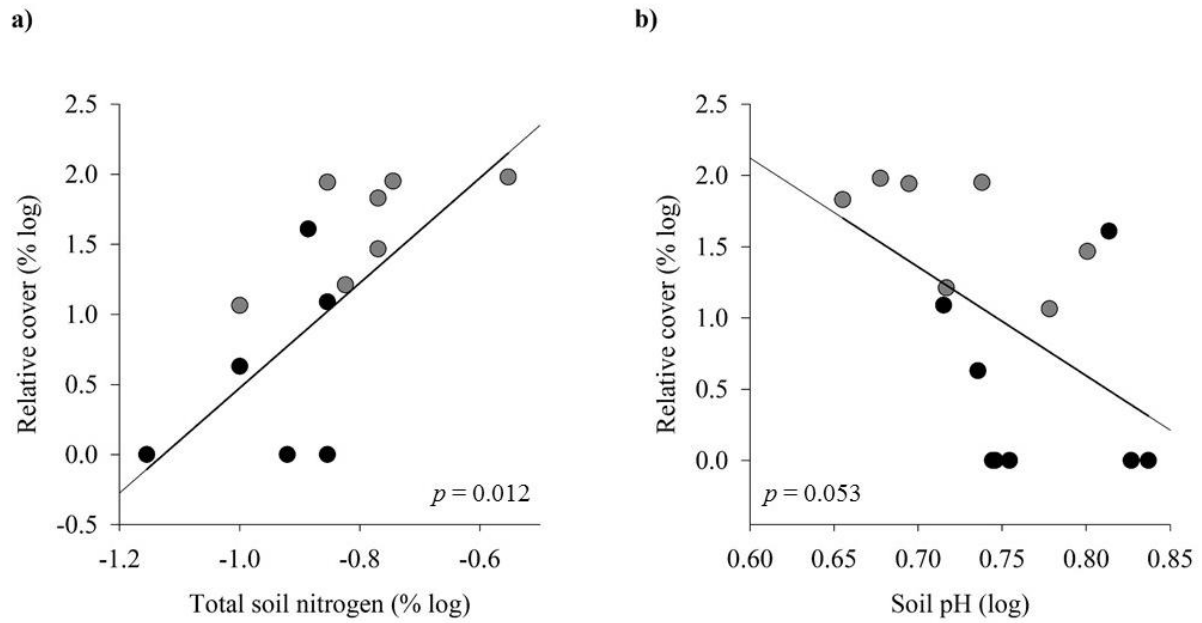 a)
2.5
2.0
1.5
1.0
0.5
0.0
-0.5
Relative cover (% log)
p = 0.012
-1.2 -1.0 -0.8 -0.6
Total soil nitrogen (% log)
b)
2.5
2.0
1.5
1.0
0.5
0.0
Relative cover (% log)
p = 0.053
0.60 0.65 0.70 0.75 0.80 0.85
Soil pH (log)